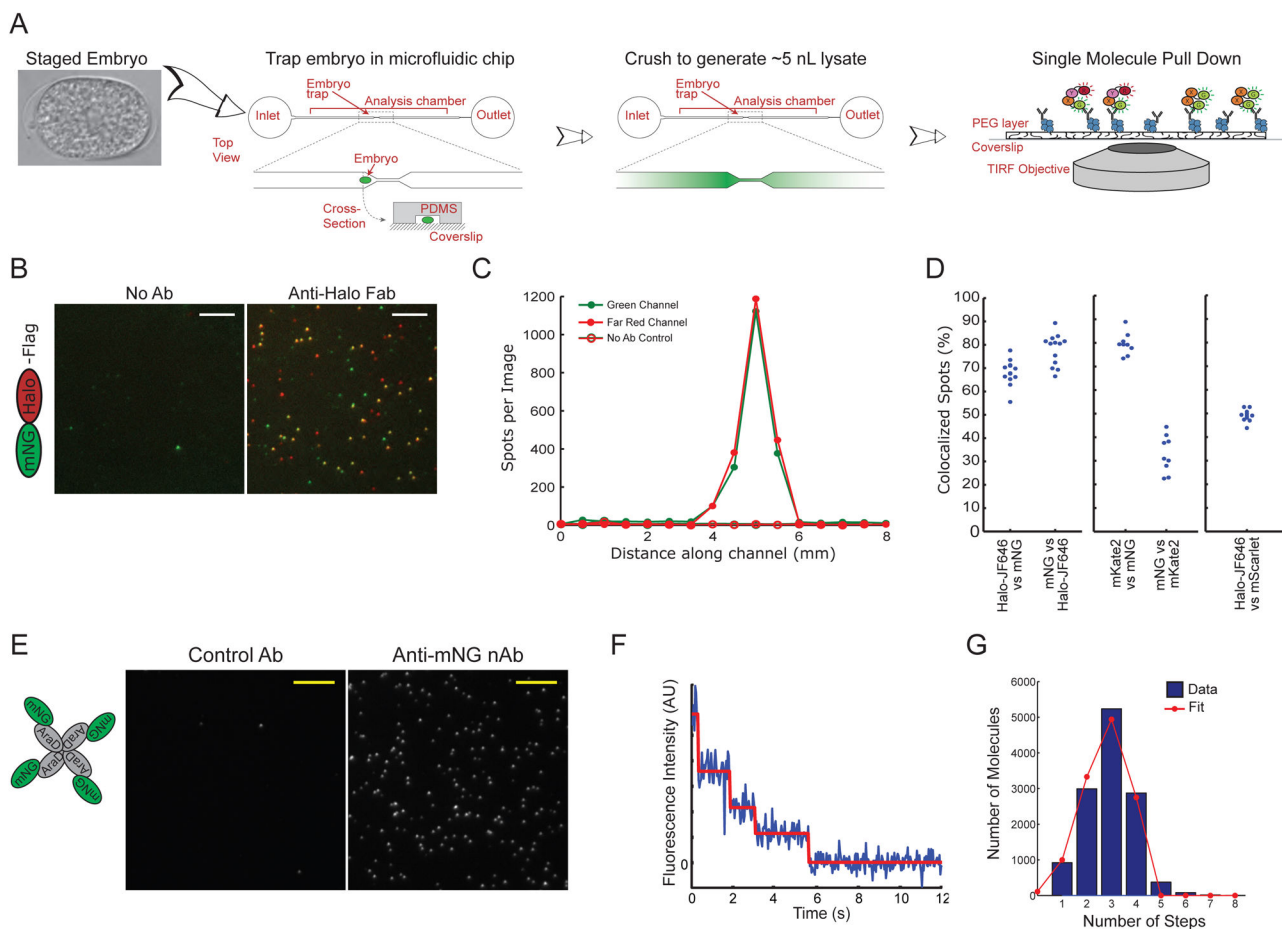 A
Staged Embryo
Trap embryo in microfluidic chip
Crush to generate ~5 nL lysate
Single Molecule Pull Down
Embryo
trap
Analysis chamber
Inlet
Outlet
Top
View
Embryo
Cross-
Section
PDMS
Coverslip
Embryo
trap
Analysis chamber
Inlet
Outlet
PEG layer
Coverslip
TIRF Objective
B
No Ab
Anti-Halo Fab
mNG
Halo
-Flag
C
Spots per Image
1200
1000
800
600
400
200
0
Green Channel
Far Red Channel
No Ab Control
0 2 4 6 8
Distance along channel (mm)
D
Colocalized Spots (%)
100
90
80
70
60
50
40
30
20
10
0
Halo-JF646
vs mNG
mNG vs
Halo-JF646
mKate2
vs mNG
mNG vs
mKate2
Halo-JF646
vs mScarlet
E
Control Ab
Anti-mNG nAb
mNG
mNG
AraD
AraD
AraD
AraD
mNG
mNG
F
Fluorescence Intensity (AU)
0
0 2 4 6 8 10 12
Time (s)
G
Number of Molecules
6000
5000
4000
3000
2000
1000
0
Data
Fit
1 2 3 4 5 6 7 8
Number of Steps